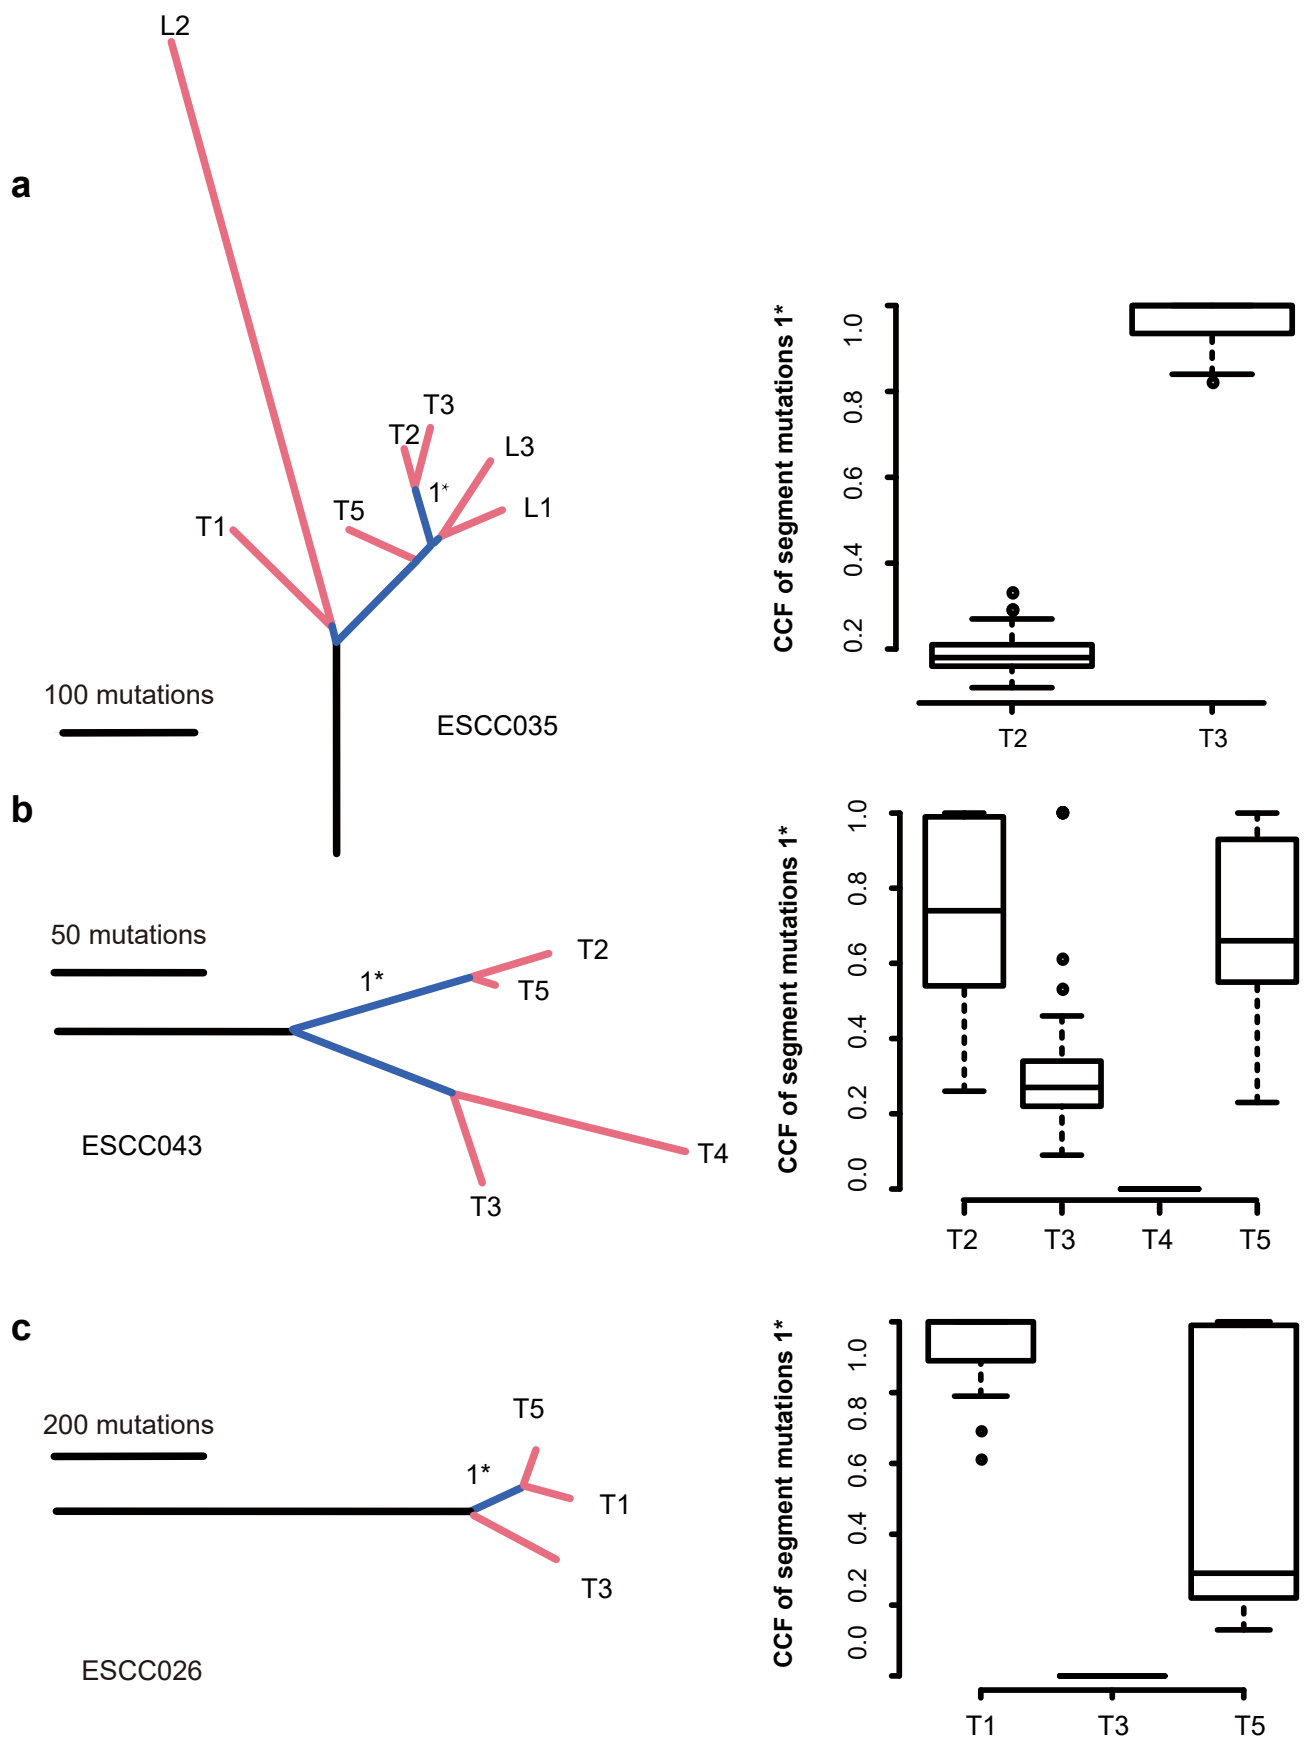 a
L2
T3
T2
L3
1*
L1
T5
T1
100 mutations
ESCC035
CCF of segment mutations 1*
1.0
0.8
0.6
0.4
0.2
T2 T3
b
50 mutations
1*
T2
T5
ESCC043
T4
T3
CCF of segment mutations 1*
1.0
0.8
0.6
0.4
0.2
0.0
T2 T3 T4 T5
c
200 mutations
T5
1*
T1
T3
ESCC026
CCF of segment mutations 1*
1.0
0.8
0.6
0.4
0.2
0.0
T1 T3 T5